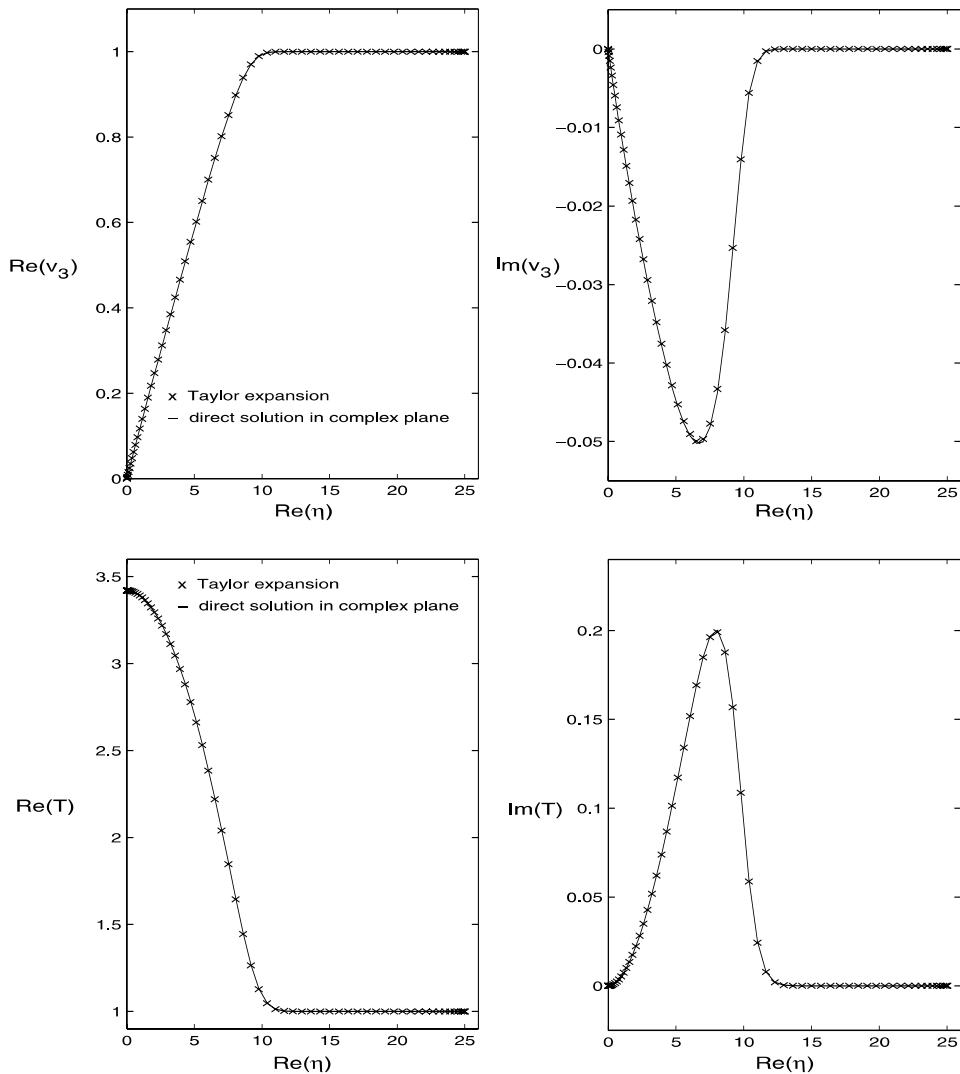 1
0.8
0.6
0.4
0.2
0
Re(v₃)
× Taylor expansion
– direct solution in complex plane
0 5 10 15 20 25
Re(η)
0
−0.01
−0.02
−0.03
−0.04
−0.05
Im(v₃)
0 5 10 15 20 25
Re(η)
3.5
3
2.5
2
1.5
1
Re(T)
× Taylor expansion
– direct solution in complex plane
0 5 10 15 20 25
Re(η)
0.2
0.15
0.1
0.05
0
Im(T)
0 5 10 15 20 25
Re(η)